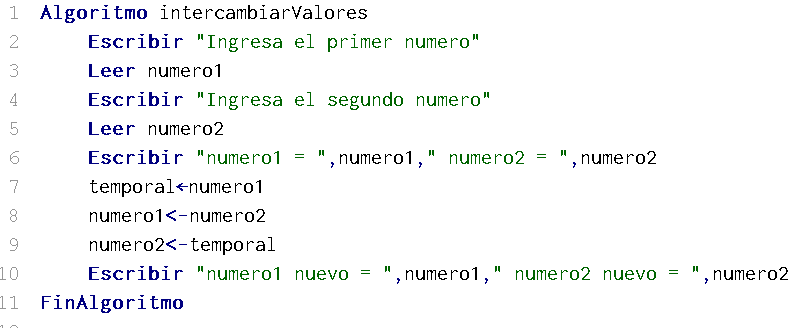 1 Algoritmo intercambiarValores
2 Escribir "Ingresa el primer numero"
3 Leer numero1
4 Escribir "Ingresa el segundo numero"
5 Leer numero2
6 Escribir "numero1 = ",numero1," numero2 = ",numero2
7 temporal←numero1
8 numero1<-numero2
9 numero2<-temporal
10 Escribir "numero1 nuevo = ",numero1," numero2 nuevo = ",numero2
11 FinAlgoritmo